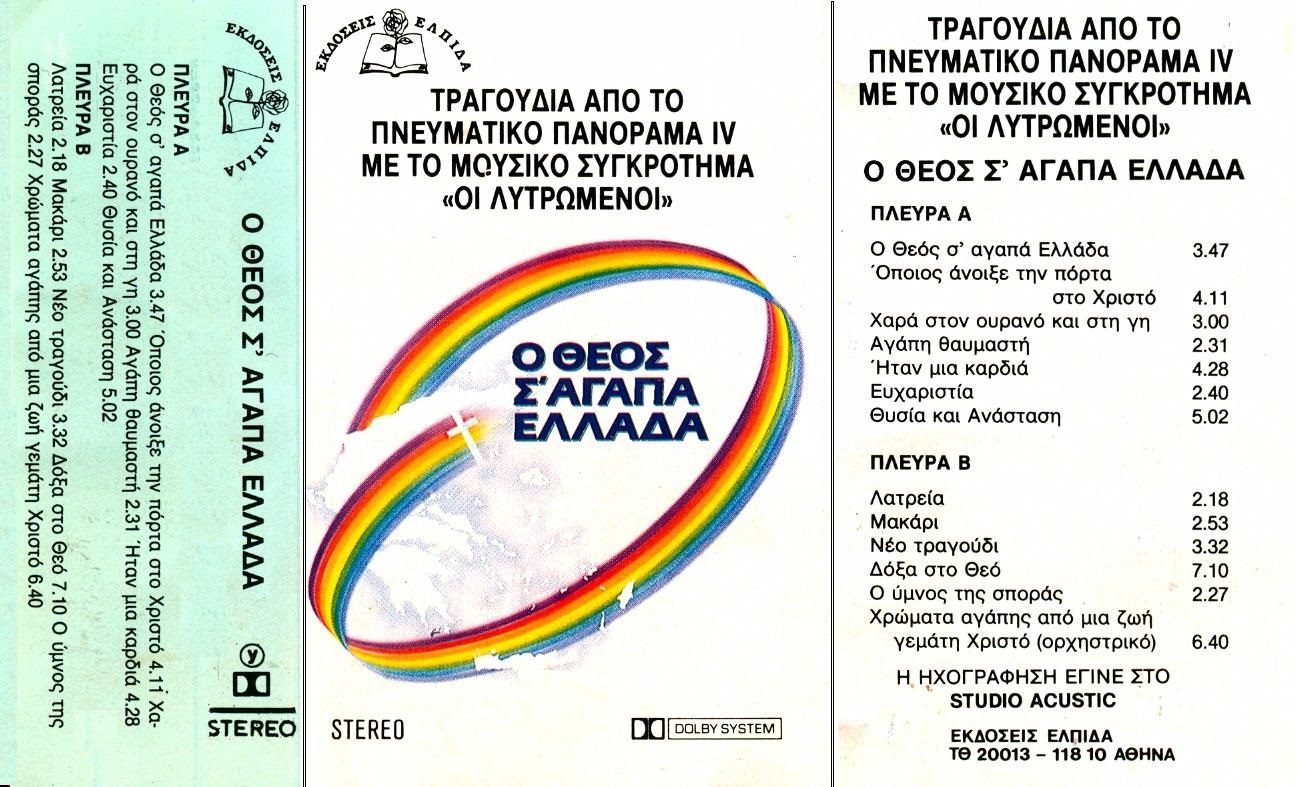 ΕΚΔΟΣΕΙΣ ΕΛΠΙΔΑ
ΠΛΕΥΡΑ Α
Ο Θεός σ' αγαπά Ελλάδα 3.47 Όποιος άνοιξε την πόρτα στο Χριστό 4.11 Χα-
ρά στον ουρανό και στη γη 3.00 Αγάπη θαυμαστή 2.31 Ήταν μια καρδιά 4.28
Ευχαριστία 2.40 Θυσία και Ανάσταση 5.02
ΠΛΕΥΡΑ Β
Λατρεία 2.18 Μακάρι 2.53 Νέο τραγούδι 3.32 Δόξα στο Θεό 7.10 Ο ύμνος της
σποράς 2.27 Χρώματα αγάπης από μια ζωή γεμάτη Χριστό 6.40
Ο ΘΕΟΣ Σ' ΑΓΑΠΑ ΕΛΛΑΔΑ
STEREO
ΕΚΔΟΣΕΙΣ ΕΛΠΙΔΑ
ΤΡΑΓΟΥΔΙΑ ΑΠΟ ΤΟ
ΠΝΕΥΜΑΤΙΚΟ ΠΑΝΟΡΑΜΑ IV
ΜΕ ΤΟ ΜΟΥΣΙΚΟ ΣΥΓΚΡΟΤΗΜΑ
«ΟΙ ΛΥΤΡΩΜΕΝΟΙ»
Ο ΘΕΟΣ
Σ'ΑΓΑΠΑ
ΕΛΛΑΔΑ
STEREO
DOLBY SYSTEM
ΤΡΑΓΟΥΔΙΑ ΑΠΟ ΤΟ
ΠΝΕΥΜΑΤΙΚΟ ΠΑΝΟΡΑΜΑ IV
ΜΕ ΤΟ ΜΟΥΣΙΚΟ ΣΥΓΚΡΟΤΗΜΑ
«ΟΙ ΛΥΤΡΩΜΕΝΟΙ»
Ο ΘΕΟΣ Σ' ΑΓΑΠΑ ΕΛΛΑΔΑ
ΠΛΕΥΡΑ Α
Ο Θεός σ' αγαπά Ελλάδα 3.47
Όποιος άνοιξε την πόρτα
στο Χριστό 4.11
Χαρά στον ουρανό και στη γη 3.00
Αγάπη θαυμαστή 2.31
Ήταν μια καρδιά 4.28
Ευχαριστία 2.40
Θυσία και Ανάσταση 5.02
ΠΛΕΥΡΑ Β
Λατρεία 2.18
Μακάρι 2.53
Νέο τραγούδι 3.32
Δόξα στο Θεό 7.10
Ο ύμνος της σποράς 2.27
Χρώματα αγάπης από μια ζωή
γεμάτη Χριστό (ορχηστρικό) 6.40
Η ΗΧΟΓΡΑΦΗΣΗ ΕΓΙΝΕ ΣΤΟ
STUDIO ACUSTIC
ΕΚΔΟΣΕΙΣ ΕΛΠΙΔΑ
ΤΘ 20013 – 118 10 ΑΘΗΝΑ